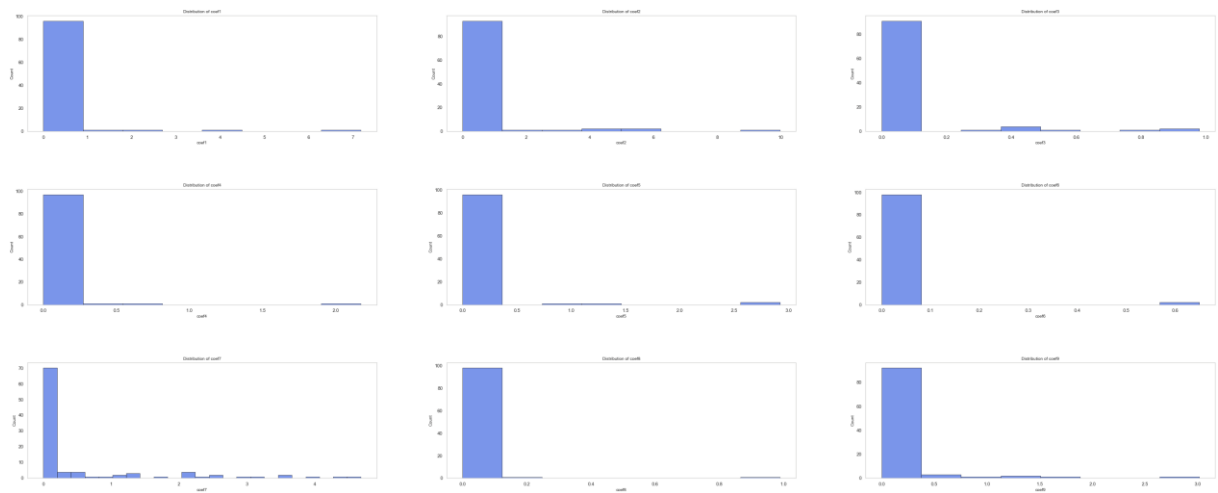 Distribution of coef1
Count
100
80
60
40
20
0
0 1 2 3 4 5 6 7
coef1
Distribution of coef2
Count
80
60
40
20
0
0 2 4 6 8 10
coef2
Distribution of coef3
Count
80
60
40
20
0
0.0 0.2 0.4 0.6 0.8 1.0
coef3
Distribution of coef4
Count
100
80
60
40
20
0
0.0 0.5 1.0 1.5 2.0
coef4
Distribution of coef5
Count
100
80
60
40
20
0
0.0 0.5 1.0 1.5 2.0 2.5 3.0
coef5
Distribution of coef6
Count
100
80
60
40
20
0
0.0 0.1 0.2 0.3 0.4 0.5 0.6
coef6
Distribution of coef7
Count
70
60
50
40
30
20
10
0
0 1 2 3 4
coef7
Distribution of coef8
Count
100
80
60
40
20
0
0.0 0.2 0.4 0.6 0.8 1.0
coef8
Distribution of coef9
Count
80
60
40
20
0
0.0 0.5 1.0 1.5 2.0 2.5 3.0
coef9